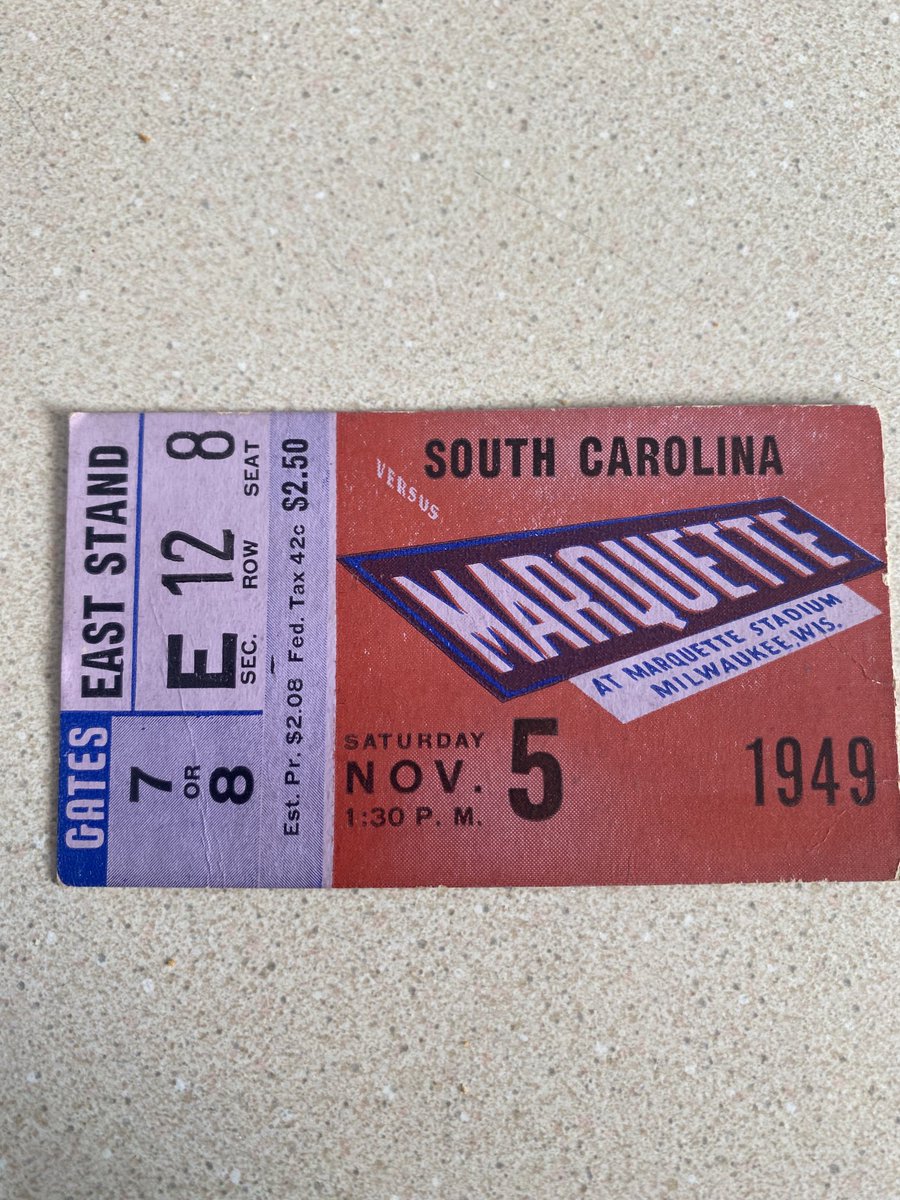 GATES EAST STAND
7 OR 8
E 12 8
SEC. ROW SEAT
Est. Pr. $2.08 Fed. Tax 42c $2.50
SOUTH CAROLINA
VERSUS
MARQUETTE
AT MARQUETTE STADIUM
MILWAUKEE, WIS.
SATURDAY
NOV. 5 1949
1:30 P. M.